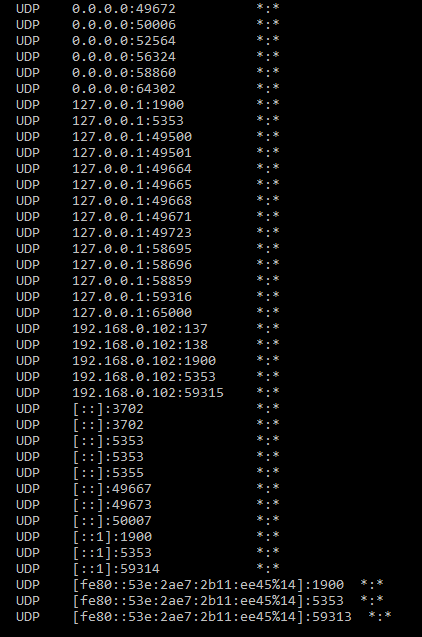 UDP    0.0.0.0:49672          *:*
UDP    0.0.0.0:50006          *:*
UDP    0.0.0.0:52564          *:*
UDP    0.0.0.0:56324          *:*
UDP    0.0.0.0:58860          *:*
UDP    0.0.0.0:64302          *:*
UDP    127.0.0.1:1900         *:*
UDP    127.0.0.1:5353         *:*
UDP    127.0.0.1:49500        *:*
UDP    127.0.0.1:49501        *:*
UDP    127.0.0.1:49664        *:*
UDP    127.0.0.1:49665        *:*
UDP    127.0.0.1:49668        *:*
UDP    127.0.0.1:49671        *:*
UDP    127.0.0.1:49723        *:*
UDP    127.0.0.1:58695        *:*
UDP    127.0.0.1:58696        *:*
UDP    127.0.0.1:58859        *:*
UDP    127.0.0.1:59316        *:*
UDP    127.0.0.1:65000        *:*
UDP    192.168.0.102:137      *:*
UDP    192.168.0.102:138      *:*
UDP    192.168.0.102:1900     *:*
UDP    192.168.0.102:5353     *:*
UDP    192.168.0.102:59315    *:*
UDP    [::]:3702              *:*
UDP    [::]:3702              *:*
UDP    [::]:5353              *:*
UDP    [::]:5353              *:*
UDP    [::]:5355              *:*
UDP    [::]:49667             *:*
UDP    [::]:49673             *:*
UDP    [::]:50007             *:*
UDP    [::1]:1900             *:*
UDP    [::1]:5353             *:*
UDP    [::1]:59314            *:*
UDP    [fe80::53e:2ae7:2b11:ee45%14]:1900  *:*
UDP    [fe80::53e:2ae7:2b11:ee45%14]:5353  *:*
UDP    [fe80::53e:2ae7:2b11:ee45%14]:59313  *:*